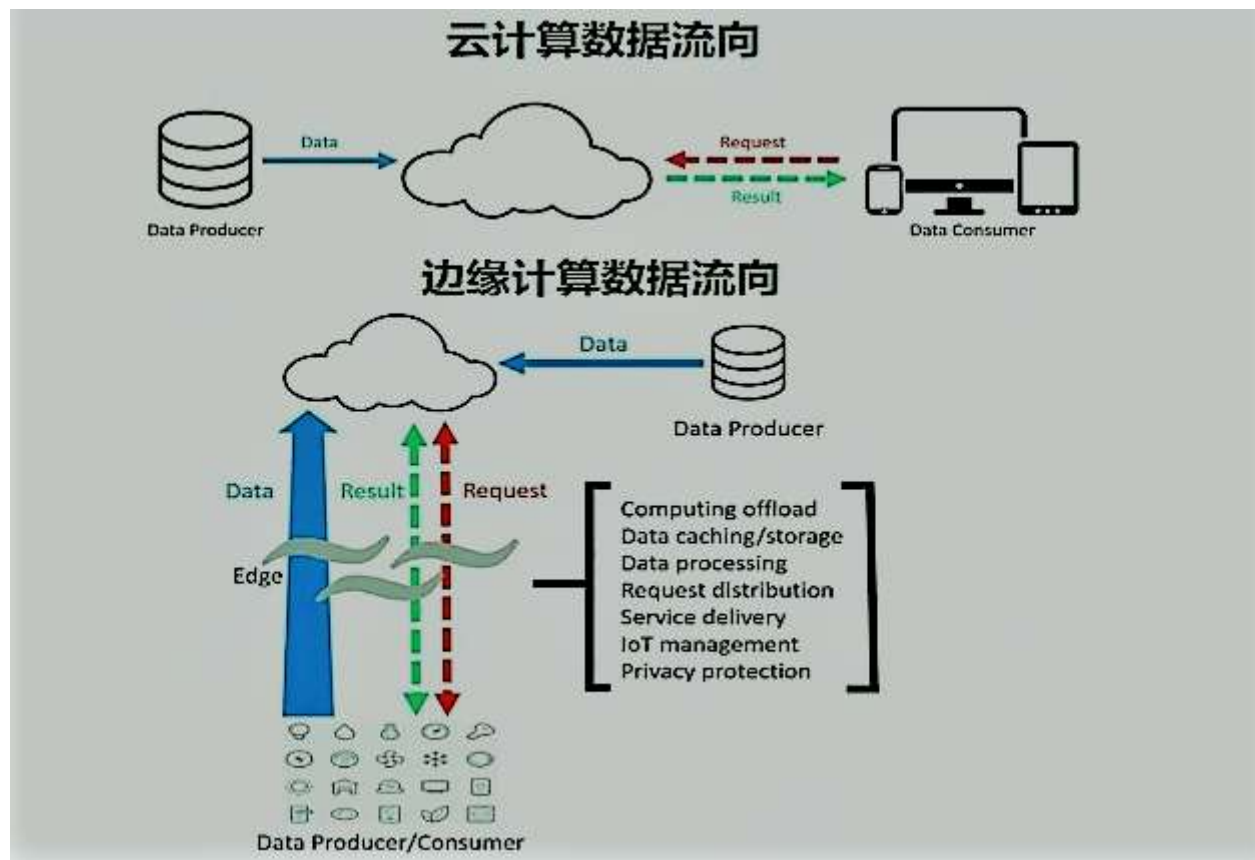 云计算数据流向
Data
Request
Result
Data Producer
Data Consumer
边缘计算数据流向
Data
Data Producer
Data
Result
Request
Edge
Computing offload
Data caching/storage
Data processing
Request distribution
Service delivery
IoT management
Privacy protection
Data Producer/Consumer